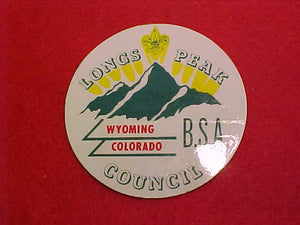 LONGS PEAK
WYOMING
COLORADO
B.S.A.
COUNCIL